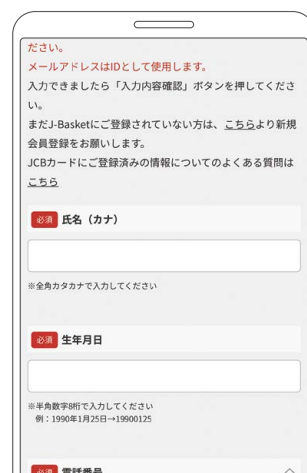 ださい。
メールアドレスはIDとして使用します。
入力できましたら「入力内容確認」ボタンを押してくださ
い。
まだJ-Basketにご登録されていない方は、こちらより新規
会員登録をお願いします。
JCBカードにご登録済みの情報についてのよくある質問は
こちら
必須 氏名（カナ）
※全角カタカナで入力してください
必須 生年月日
※半角数字8桁で入力してください
例：1990年1月25日→19900125
必須 電話番号